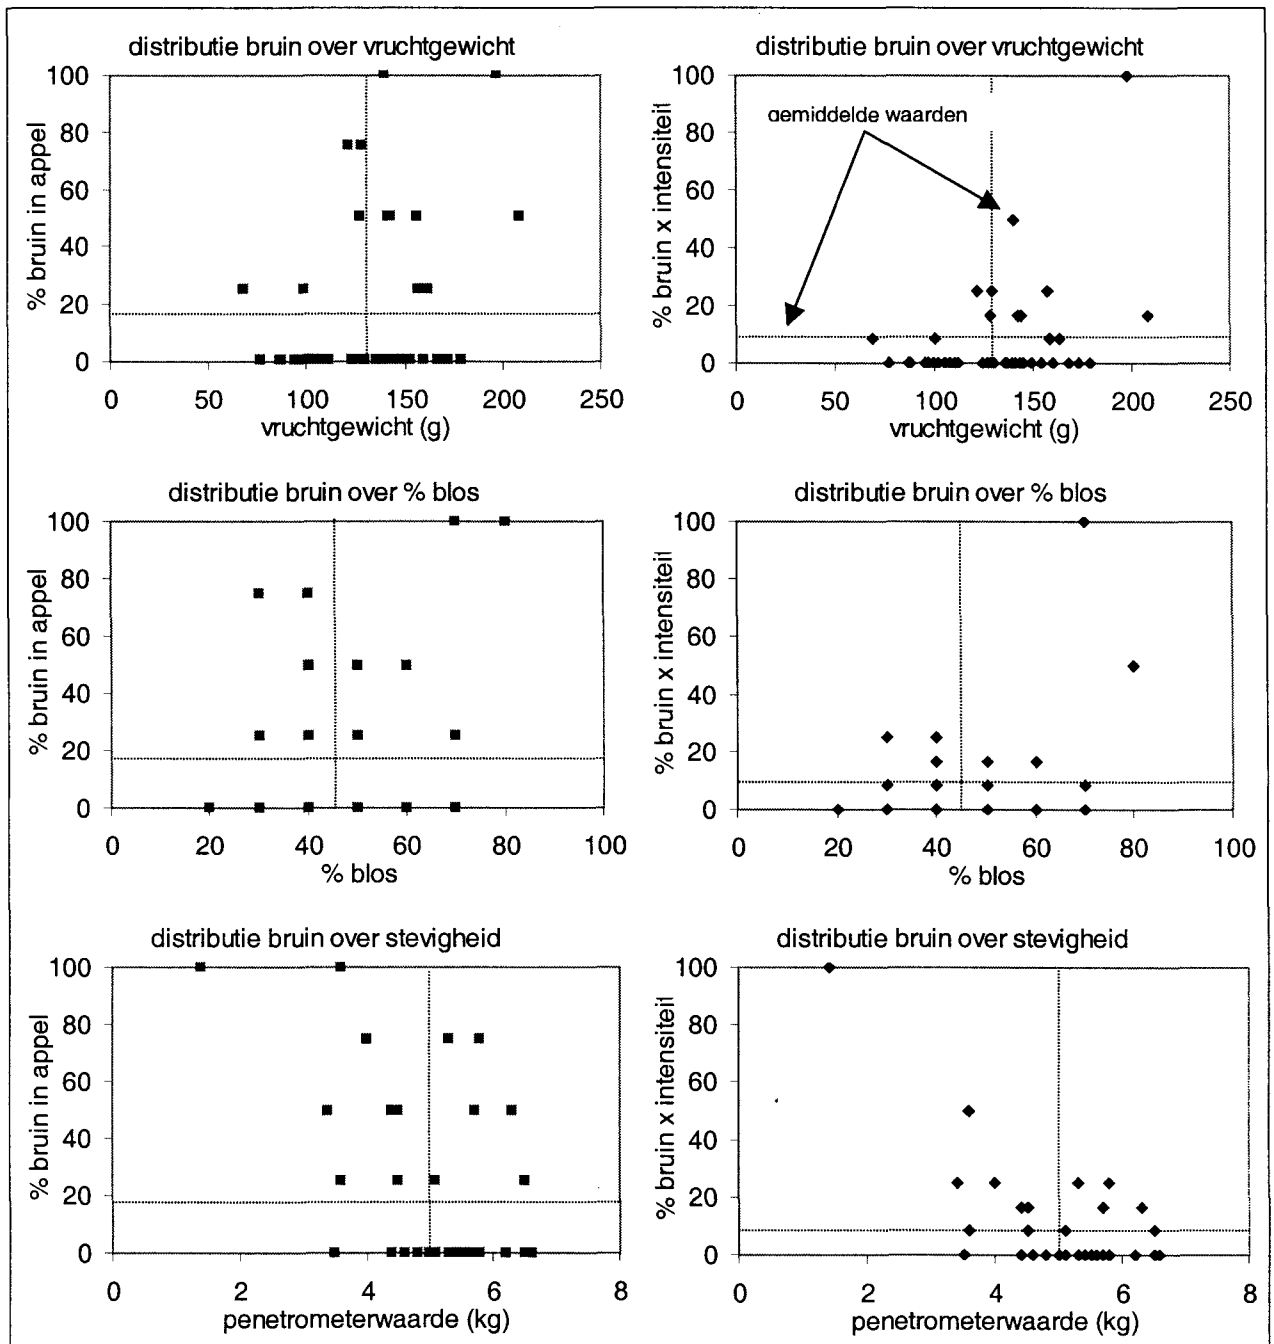 distributie bruin over vruchtgewicht
% bruin in appel
100
80
60
40
20
0
0 50 100 150 200 250
vruchtgewicht (g)
distributie bruin over vruchtgewicht
gemiddelde waarden
% bruin x intensiteit
100
80
60
40
20
0
0 50 100 150 200 250
vruchtgewicht (g)
distributie bruin over % blos
% bruin in appel
100
80
60
40
20
0
0 20 40 60 80 100
% blos
distributie bruin over % blos
% bruin x intensiteit
100
80
60
40
20
0
0 20 40 60 80 100
% blos
distributie bruin over stevigheid
% bruin in appel
100
80
60
40
20
0
0 2 4 6 8
penetrometerwaarde (kg)
distributie bruin over stevigheid
% bruin x intensiteit
100
80
60
40
20
0
0 2 4 6 8
penetrometerwaarde (kg)